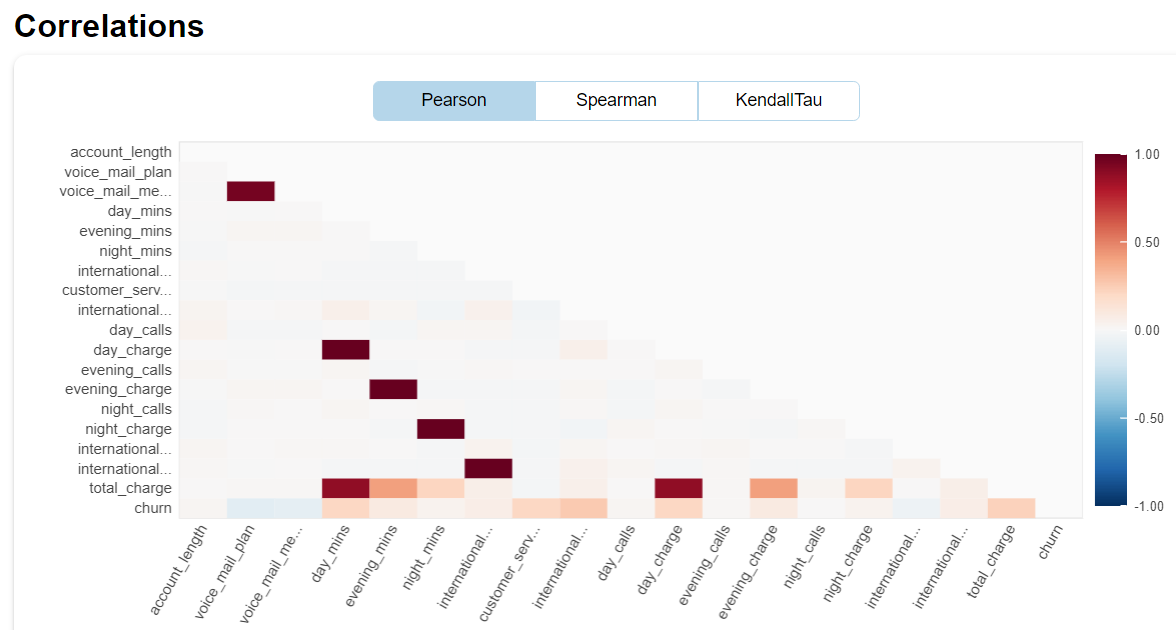 Correlations
Pearson Spearman KendallTau
account_length
voice_mail_plan
voice_mail_me...
day_mins
evening_mins
night_mins
international...
customer_serv...
international...
day_calls
day_charge
evening_calls
evening_charge
night_calls
night_charge
international...
international...
total_charge
churn
1.00
0.50
0.00
-0.50
-1.00
account_length
voice_mail_plan
voice_mail_me...
day_mins
evening_mins
night_mins
international...
customer_serv...
international...
day_calls
day_charge
evening_calls
evening_charge
night_calls
night_charge
international...
international...
total_charge
churn